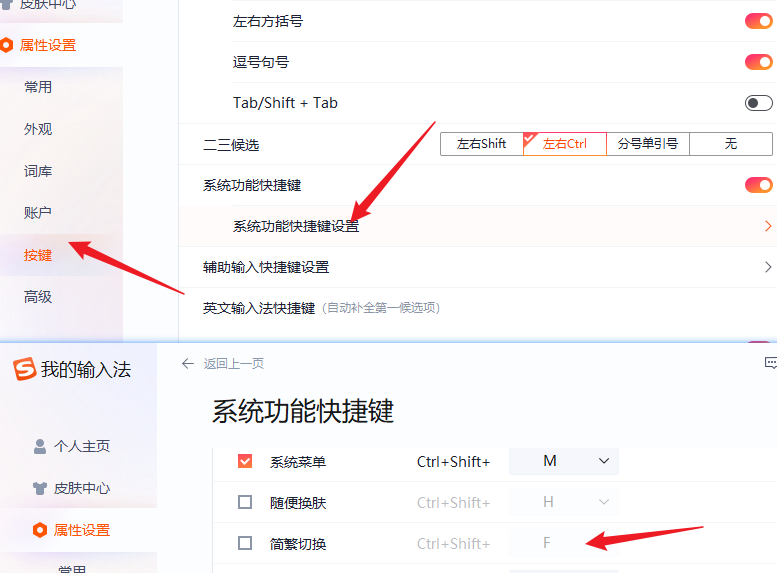 皮肤中心
左右方括号
属性设置
逗号句号
常用
Tab/Shift + Tab
外观
二三候选 左右Shift 左右Ctrl 分号单引号 无
词库
系统功能快捷键
账户
系统功能快捷键设置
按键
辅助输入快捷键设置
高级
英文输入法快捷键 (自动补全第一候选项)
我的输入法
返回上一页
系统功能快捷键
个人主页
系统菜单 Ctrl+Shift+ M
皮肤中心
随便换肤 Ctrl+Shift+ H
属性设置
简繁切换 Ctrl+Shift+ F
常用